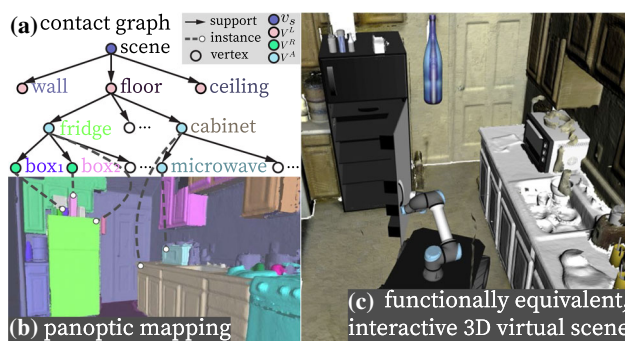 (a) contact graph
support
instance
vertex
v_s
V^L
V^R
V^A
scene
wall
floor
ceiling
fridge
...
cabinet
box1
...
microwave
...
(b) panoptic mapping
(c) functionally equivalent,
interactive 3D virtual scene